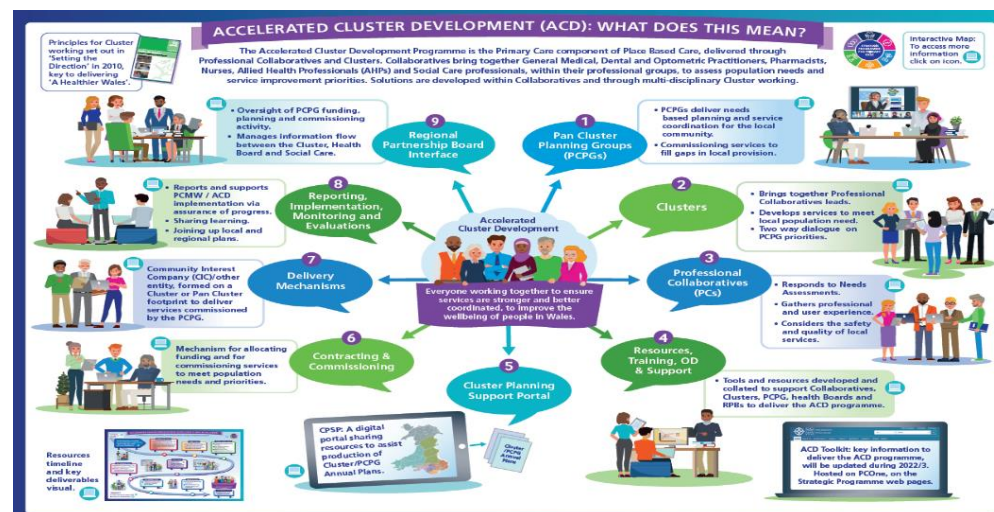 ACCELERATED CLUSTER DEVELOPMENT (ACD): WHAT DOES THIS MEAN?
Principles for Cluster
working set out in
'Setting the
Direction' in 2010,
key to delivering
'A Healthier Wales'.
The Accelerated Cluster Development Programme is the Primary Care component of Place Based Care, delivered through
Professional Collaboratives and Clusters. Collaboratives bring together General Medical, Dental and Optometric Practitioners, Pharmacists,
Nurses, Allied Health Professionals (AHPs) and Social Care professionals, within their professional groups, to assess population needs and
service improvement priorities. Solutions are developed within Collaboratives and through multi-disciplinary Cluster working.
Interactive Map:
To access more
information
click on icon.
1
Pan Cluster
Planning Groups
(PCPGs)
• PCPGs deliver needs
based planning and service
coordination for the local
community.
• Commissioning services to
fill gaps in local provision.
2
Clusters
• Brings together Professional
Collaboratives leads.
• Develops services to meet
local population need.
• Two way dialogue on
PCPG priorities.
3
Professional
Collaboratives
(PCs)
• Responds to Needs
Assessments.
• Gathers professional
and user experience.
• Considers the safety
and quality of local
services.
4
Resources,
Training, OD
& Support
• Tools and resources developed and
collated to support Collaboratives,
Clusters, PCPG, health Boards and
RPBs to deliver the ACD programme.
ACD Toolkit: key information to
deliver the ACD programme,
will be updated during 2022/3.
Hosted on PCOne, on the
Strategic Programme web pages.
5
Cluster Planning
Support Portal
CPSP: A digital
portal sharing
resources to assist
production of
Cluster/PCPG
Annual Plans.
Cluster
/PCPG
Annual
Plans
6
Contracting &
Commissioning
Mechanism for allocating
funding and for
commissioning services
to meet population
needs and priorities.
7
Delivery
Mechanisms
Community Interest
Company (CIC)/other
entity, formed on a
Cluster or Pan Cluster
footprint to deliver
services commissioned
by the PCPG.
8
Reporting,
Implementation,
Monitoring and
Evaluations
• Reports and supports
PCMW / ACD
implementation via
assurance of progress.
• Sharing learning.
• Joining up local and
regional plans.
9
Regional
Partnership Board
Interface
• Oversight of PCPG funding,
planning and commissioning
activity.
• Manages information flow
between the Cluster, Health
Board and Social Care.
Accelerated
Cluster Development
Everyone working together to ensure
services are stronger and better
coordinated, to improve the
wellbeing of people in Wales.
Resources
timeline
and key
deliverables
visual.